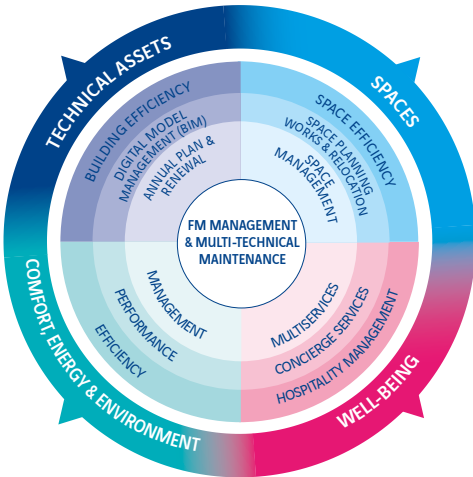 TECHNICAL ASSETS
BUILDING EFFICIENCY
DIGITAL MODEL
MANAGEMENT (BIM)
ANNUAL PLAN &
RENEWAL
SPACES
SPACE EFFICIENCY
SPACE PLANNING
WORKS & RELOCATION
SPACE
MANAGEMENT
FM MANAGEMENT
& MULTI-TECHNICAL
MAINTENANCE
COMFORT, ENERGY & ENVIRONMENT
MANAGEMENT
PERFORMANCE
EFFICIENCY
MULTISERVICES
CONCIERGE SERVICES
HOSPITALITY MANAGEMENT
WELL-BEING